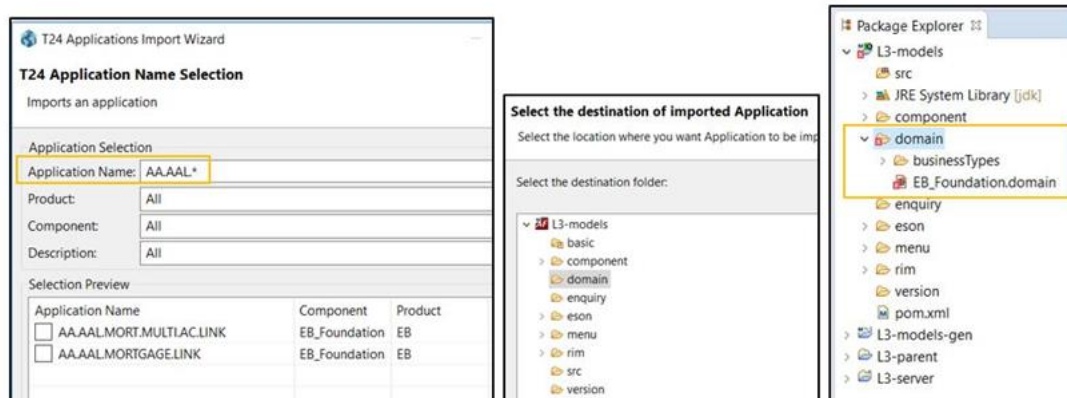 T24 Applications Import Wizard
T24 Application Name Selection
Imports an application
Application Selection
Application Name: AA.AAL.*
Product: All
Component: All
Description: All
Selection Preview
Application Name Component Product
AA.AAL.MORT.MULTI.AC.LINK EB_Foundation EB
AA.AAL.MORTGAGE.LINK EB_Foundation EB
Select the destination of imported Application
Select the location where you want Application to be imp
Select the destination folder:
L3-models
basic
component
domain
enquiry
eson
menu
rim
src
version
Package Explorer
L3-models
src
JRE System Library [jdk]
component
domain
businessTypes
EB_Foundation.domain
enquiry
eson
menu
rim
version
pom.xml
L3-models-gen
L3-parent
L3-server